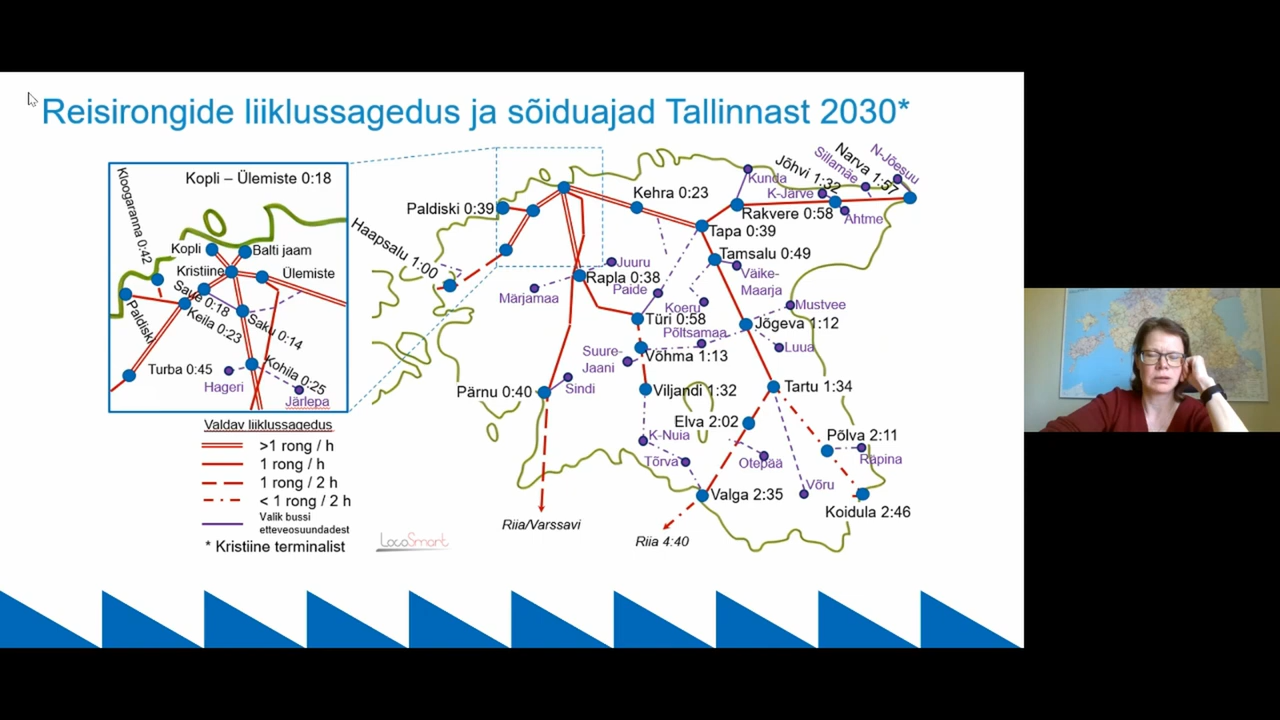 Reisirongide liiklussagedus ja sõiduajad Tallinnast 2030*
Kopli – Ülemiste 0:18
Kloogaranna 0:42
Kopli
Balti jaam
Kristiine
Ülemiste
Saue 0:18
Paldiski
Keila 0:23
Saku 0:14
Turba 0:45
Kohila 0:25
Hageri
Järlepa
Valdav liiklussagedus
>1 rong / h
1 rong / h
1 rong / 2 h
< 1 rong / 2 h
Valik bussi
etteveosuundadest
* Kristiine terminalist
LocoSmart
Paldiski 0:39
Haapsalu 1:00
Kehra 0:23
Kunda
K-Järve
Jõhvi 1:32
Sillamäe
Narva 1:57
N-Jõesuu
Rakvere 0:58
Ahtme
Tapa 0:39
Tamsalu 0:49
Juuru
Rapla 0:38
Väike-
Maarja
Märjamaa
Paide
Koeru
Mustvee
Türi 0:58
Jõgeva 1:12
Põltsamaa
Luua
Suure-
Jaani
Võhma 1:13
Pärnu 0:40
Sindi
Viljandi 1:32
Tartu 1:34
Elva 2:02
K-Nuia
Põlva 2:11
Tõrva
Otepää
Räpina
Võru
Valga 2:35
Koidula 2:46
Riia/Varssavi
Riia 4:40